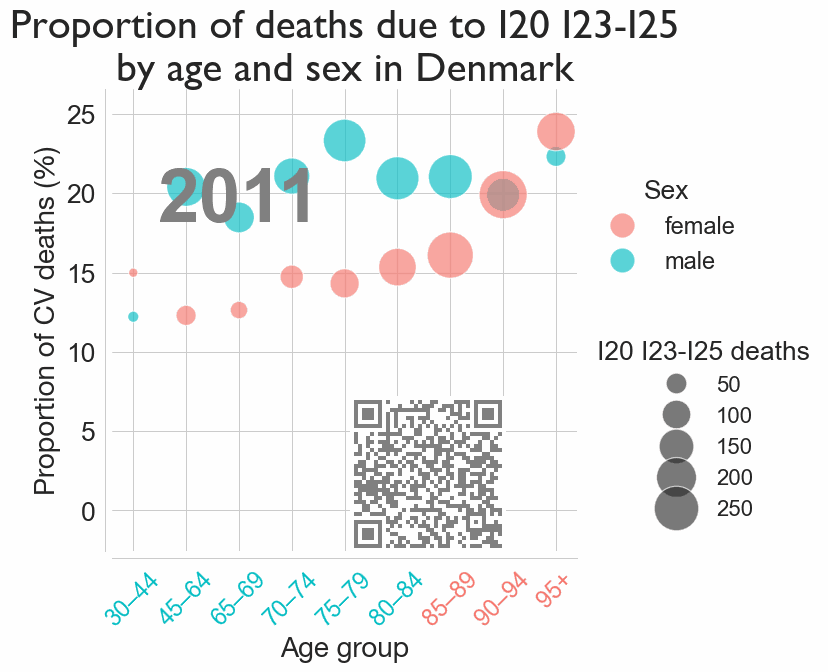 Proportion of deaths due to I20 I23-I25
by age and sex in Denmark
25
20
15
10
5
0
Proportion of CV deaths (%)
2011
30–44
45–64
65–69
70–74
75–79
80–84
85–89
90–94
95+
Age group
Sex
female
male
I20 I23-I25 deaths
50
100
150
200
250